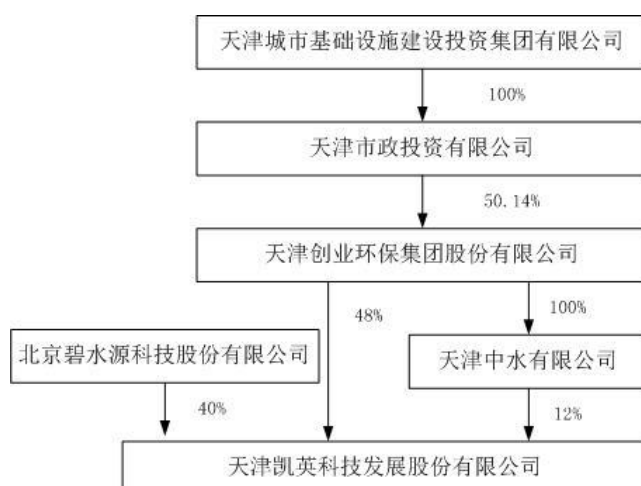 天津城市基础设施建设投资集团有限公司
100%
天津市政投资有限公司
50.14%
天津创业环保集团股份有限公司
48%
100%
北京碧水源科技股份有限公司
天津中水有限公司
40%
12%
天津凯英科技发展股份有限公司